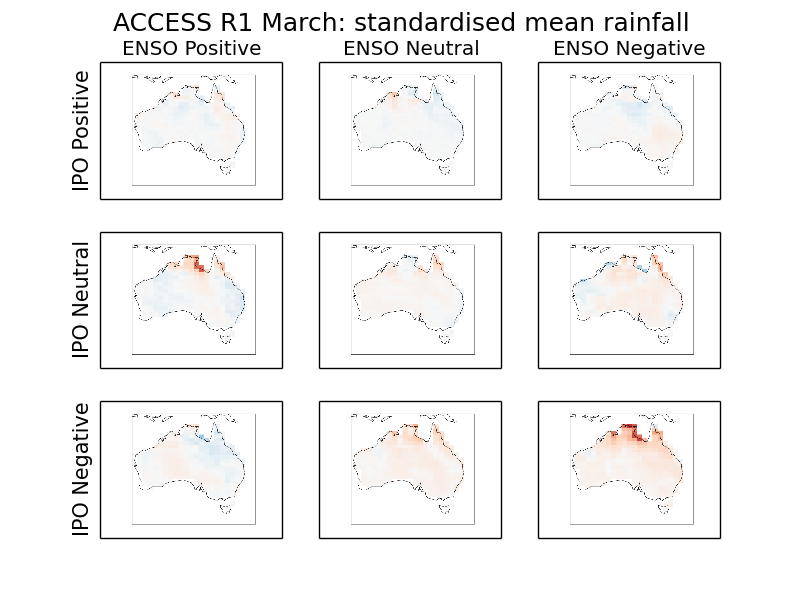 ACCESS R1 March: standardised mean rainfall
ENSO Positive
ENSO Neutral
ENSO Negative
IPO Positive
IPO Neutral
IPO Negative